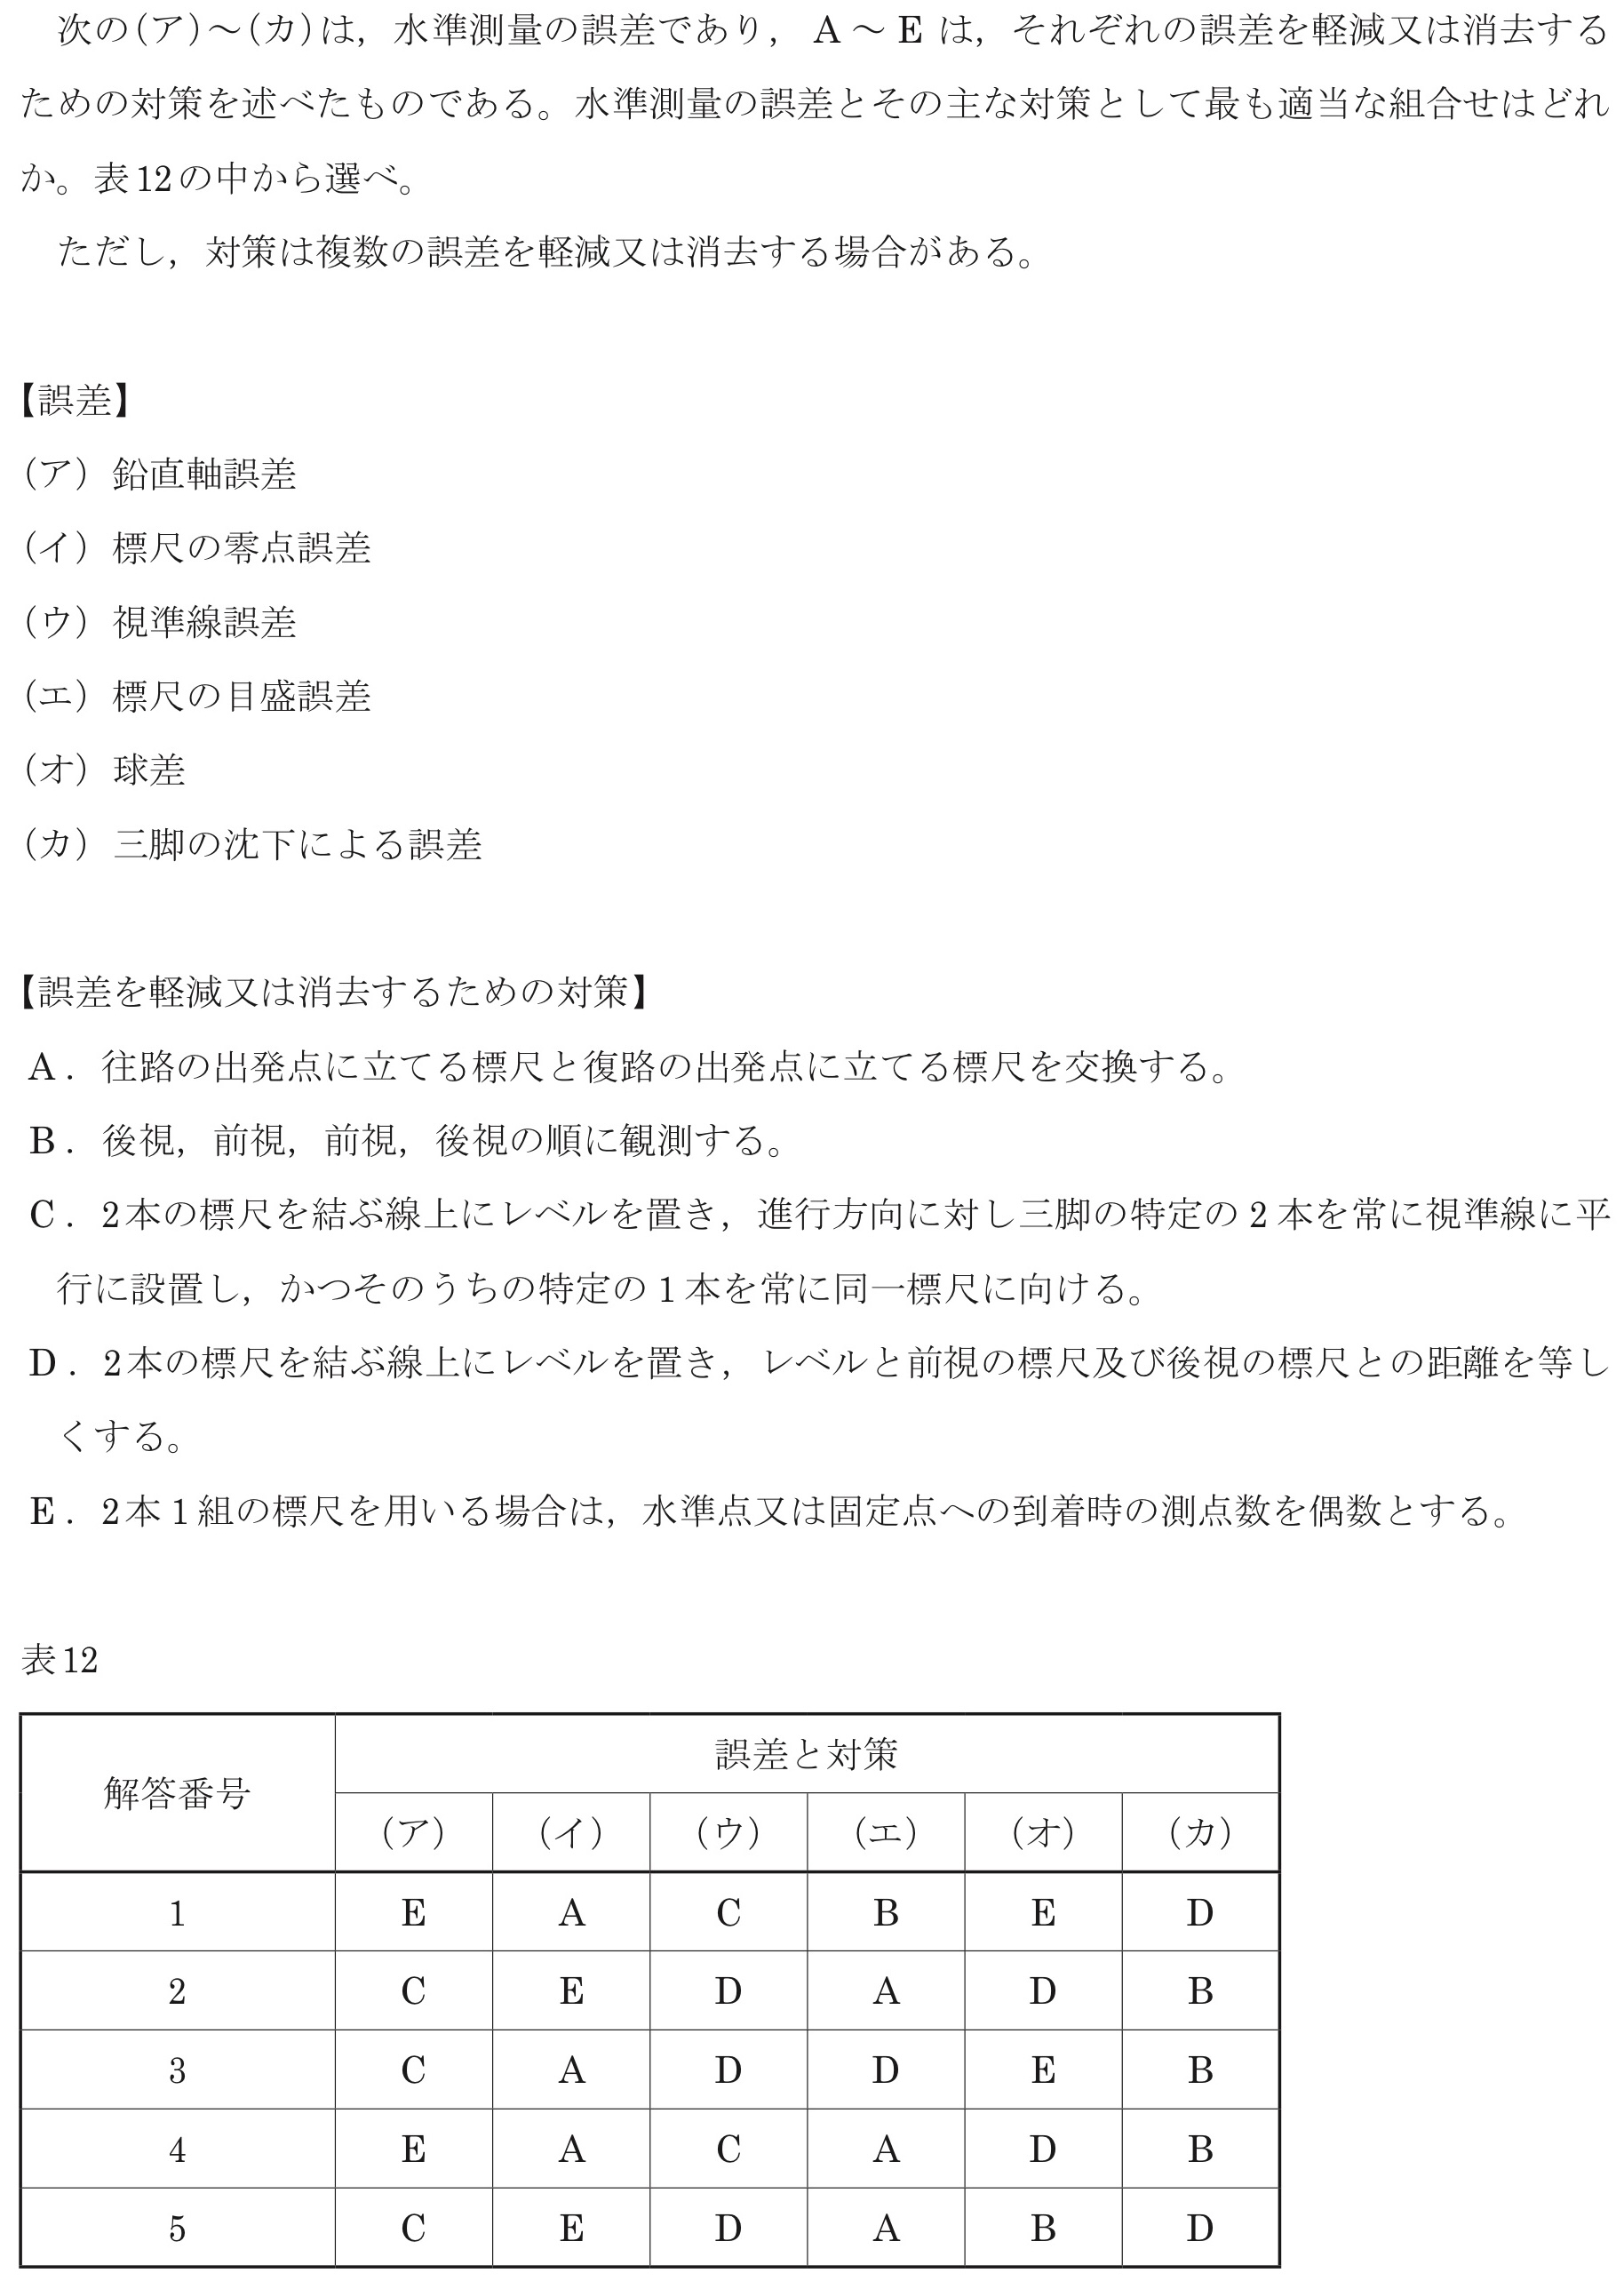 次の(ア)～(カ)は，水準測量の誤差であり， A ～ E は，それぞれの誤差を軽減又は消去する
ための対策を述べたものである。水準測量の誤差とその主な対策として最も適当な組合せはどれ
か。表12の中から選べ。
ただし，対策は複数の誤差を軽減又は消去する場合がある。
【誤差】
(ア) 鉛直軸誤差
(イ) 標尺の零点誤差
(ウ) 視準線誤差
(エ) 標尺の目盛誤差
(オ) 球差
(カ) 三脚の沈下による誤差
【誤差を軽減又は消去するための対策】
A．往路の出発点に立てる標尺と復路の出発点に立てる標尺を交換する。
B．後視，前視，前視，後視の順に観測する。
C．2本の標尺を結ぶ線上にレベルを置き，進行方向に対し三脚の特定の 2 本を常に視準線に平
行に設置し，かつそのうちの特定の 1 本を常に同一標尺に向ける。
D．2本の標尺を結ぶ線上にレベルを置き，レベルと前視の標尺及び後視の標尺との距離を等し
くする。
E．2本 1 組の標尺を用いる場合は，水準点又は固定点への到着時の測点数を偶数とする。
表12
解答番号 誤差と対策
(ア) (イ) (ウ) (エ) (オ) (カ)
1 E A C B E D
2 C E D A D B
3 C A D D E B
4 E A C A D B
5 C E D A B D